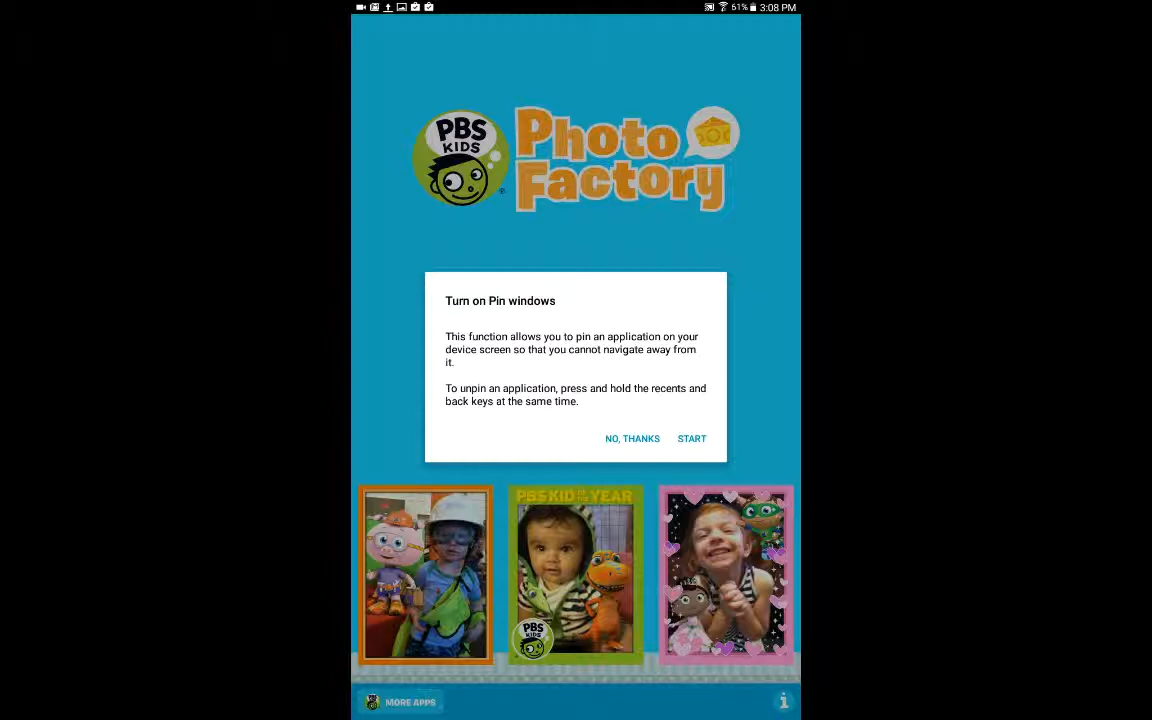 61% 3:08 PM
PBS
KIDS
®
Photo
Factory
Turn on Pin windows
This function allows you to pin an application on your
device screen so that you cannot navigate away from
it.
To unpin an application, press and hold the recents and
back keys at the same time.
NO, THANKS START
PBS KID OF THE YEAR
PBS
KIDS
MORE APPS
i